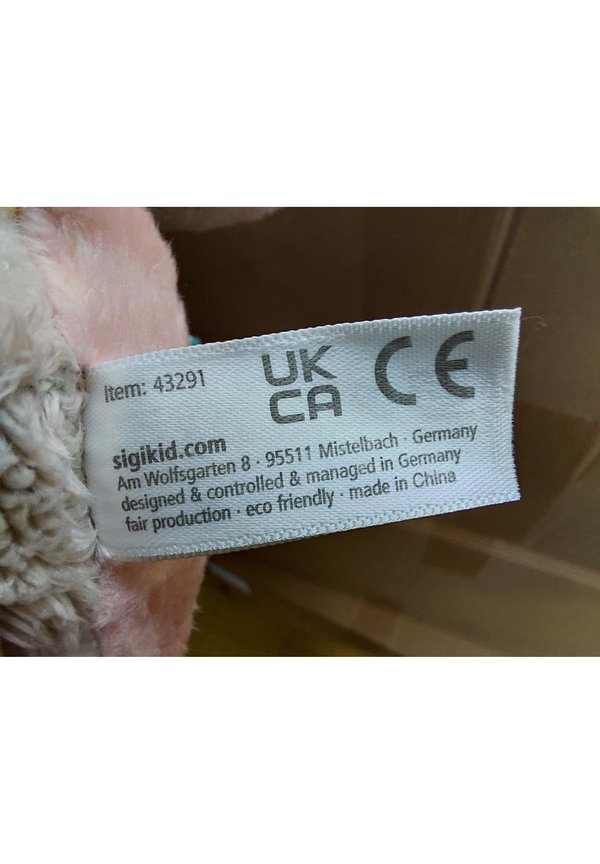 Item: 43291
UK
CA
CE
sigikid.com
Am Wolfsgarten 8 · 95511 Mistelbach · Germany
designed & controlled & managed in Germany
fair production · eco friendly · made in China